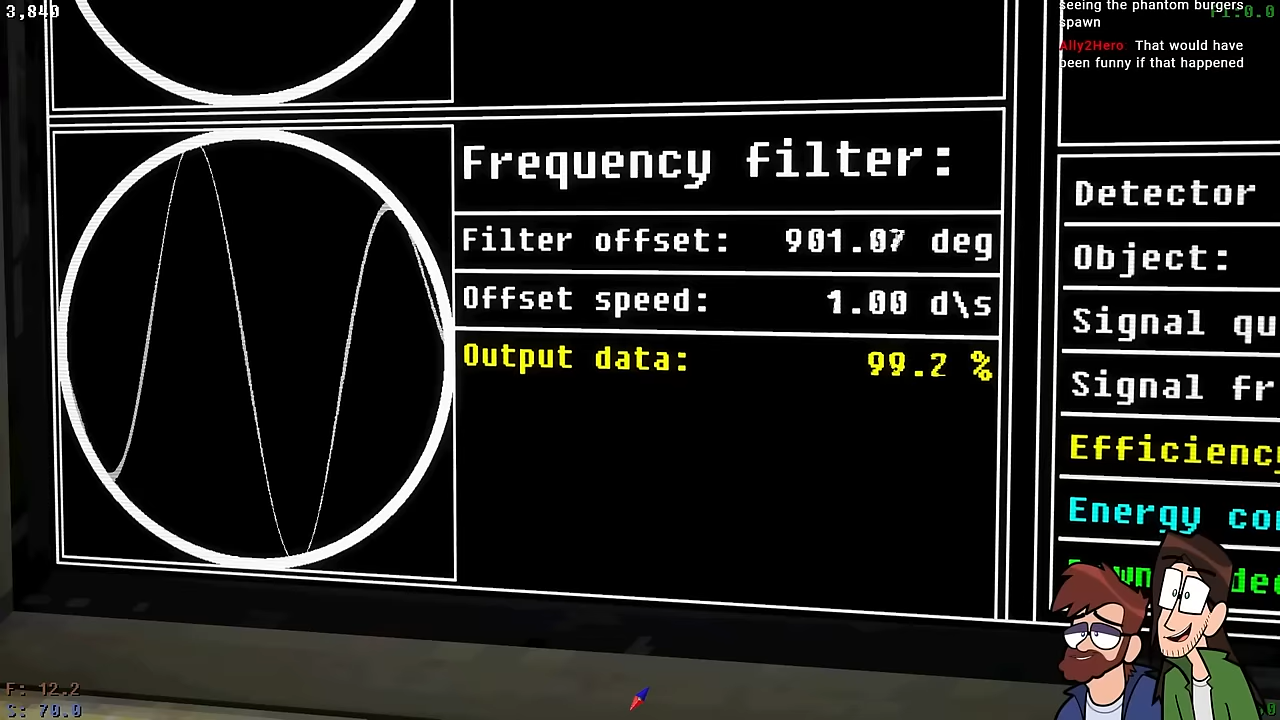 3,840
seeing the phantom burgers
spawn
Ally2Hero That would have
been funny if that happened
Frequency filter:
Filter offset: 901.07 deg
Offset speed: 1.00 d\s
Output data: 99.2 %
Detector
Object:
Signal qu
Signal fr
Efficiency
Energy co
F: 12.2
S: 70.0